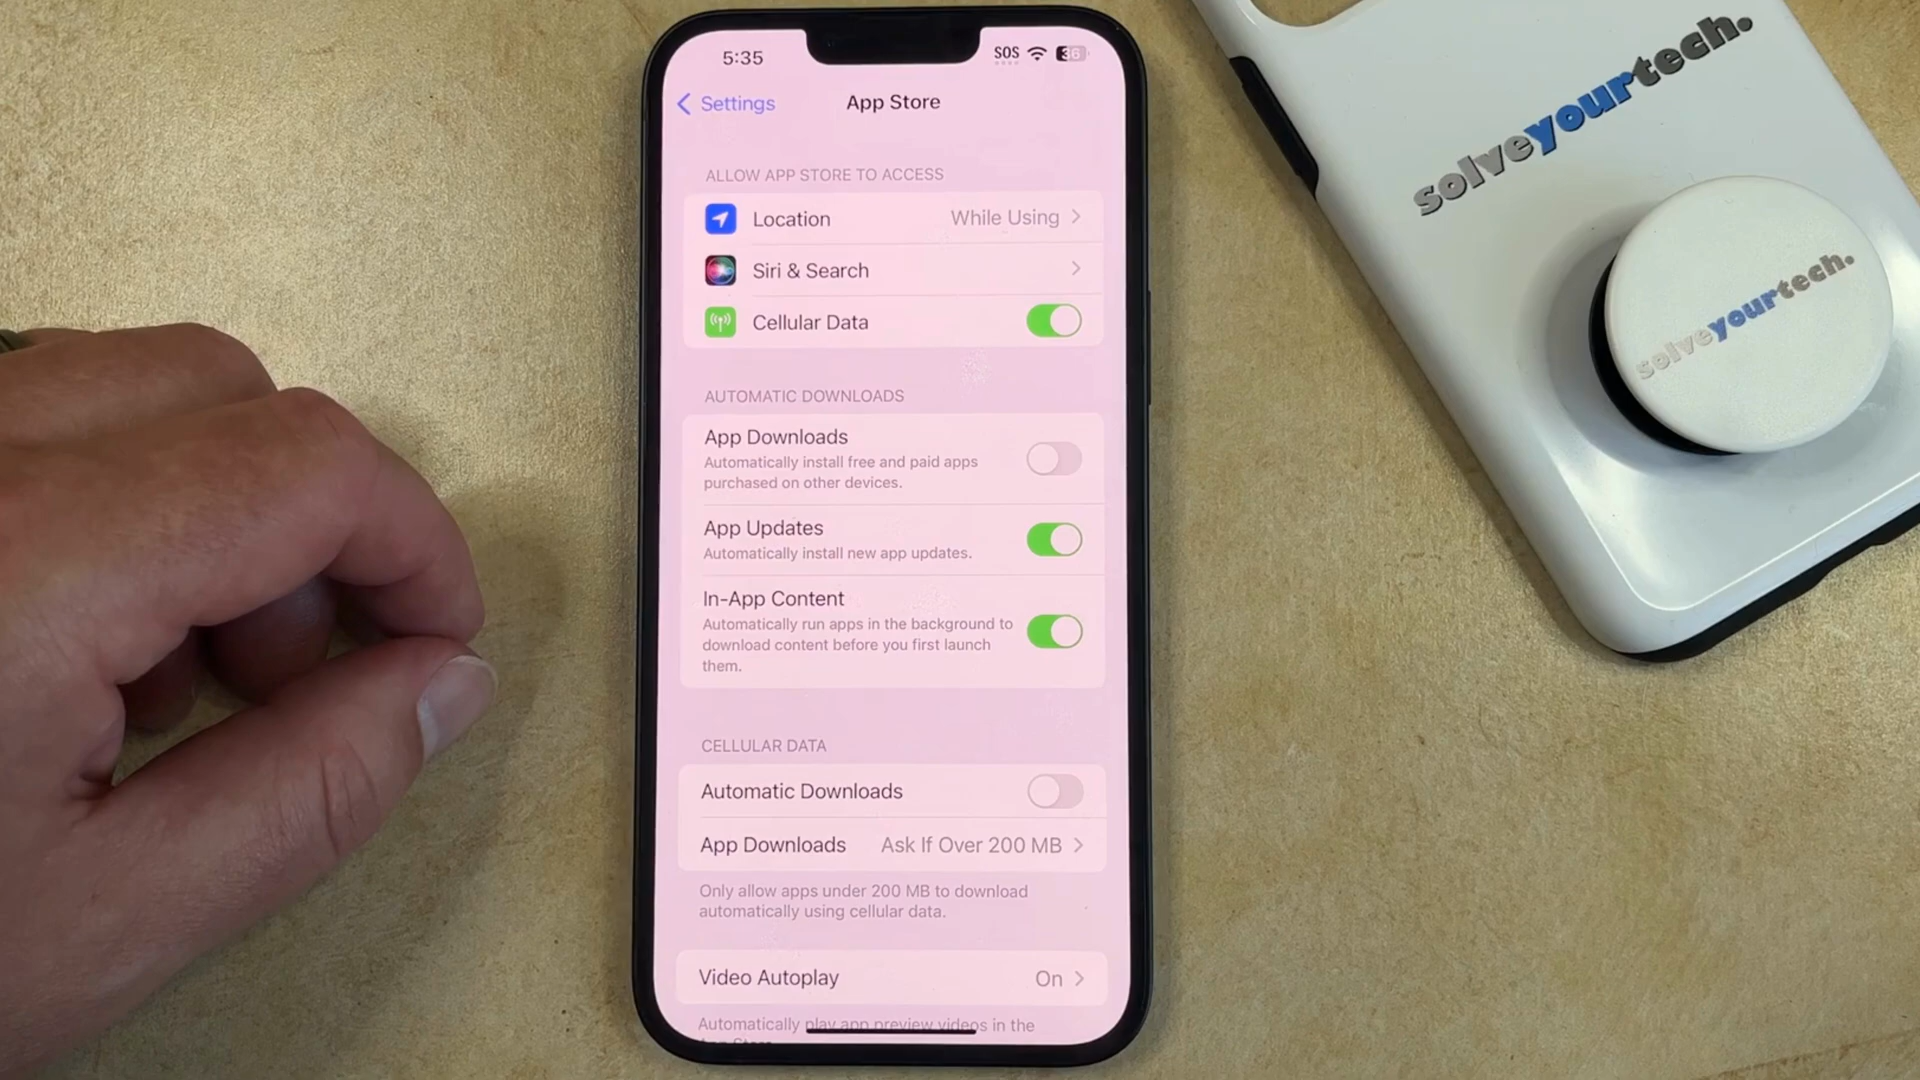 5:35
SOS
36
Settings
App Store
ALLOW APP STORE TO ACCESS
Location
While Using
Siri & Search
Cellular Data
AUTOMATIC DOWNLOADS
App Downloads
Automatically install free and paid apps
purchased on other devices.
App Updates
Automatically install new app updates.
In-App Content
Automatically run apps in the background to
download content before you first launch
them.
CELLULAR DATA
Automatic Downloads
App Downloads
Ask If Over 200 MB
Only allow apps under 200 MB to download
automatically using cellular data.
Video Autoplay
On
Automatically play app preview videos in the
App Store.
solveyourtech.
solveyourtech.